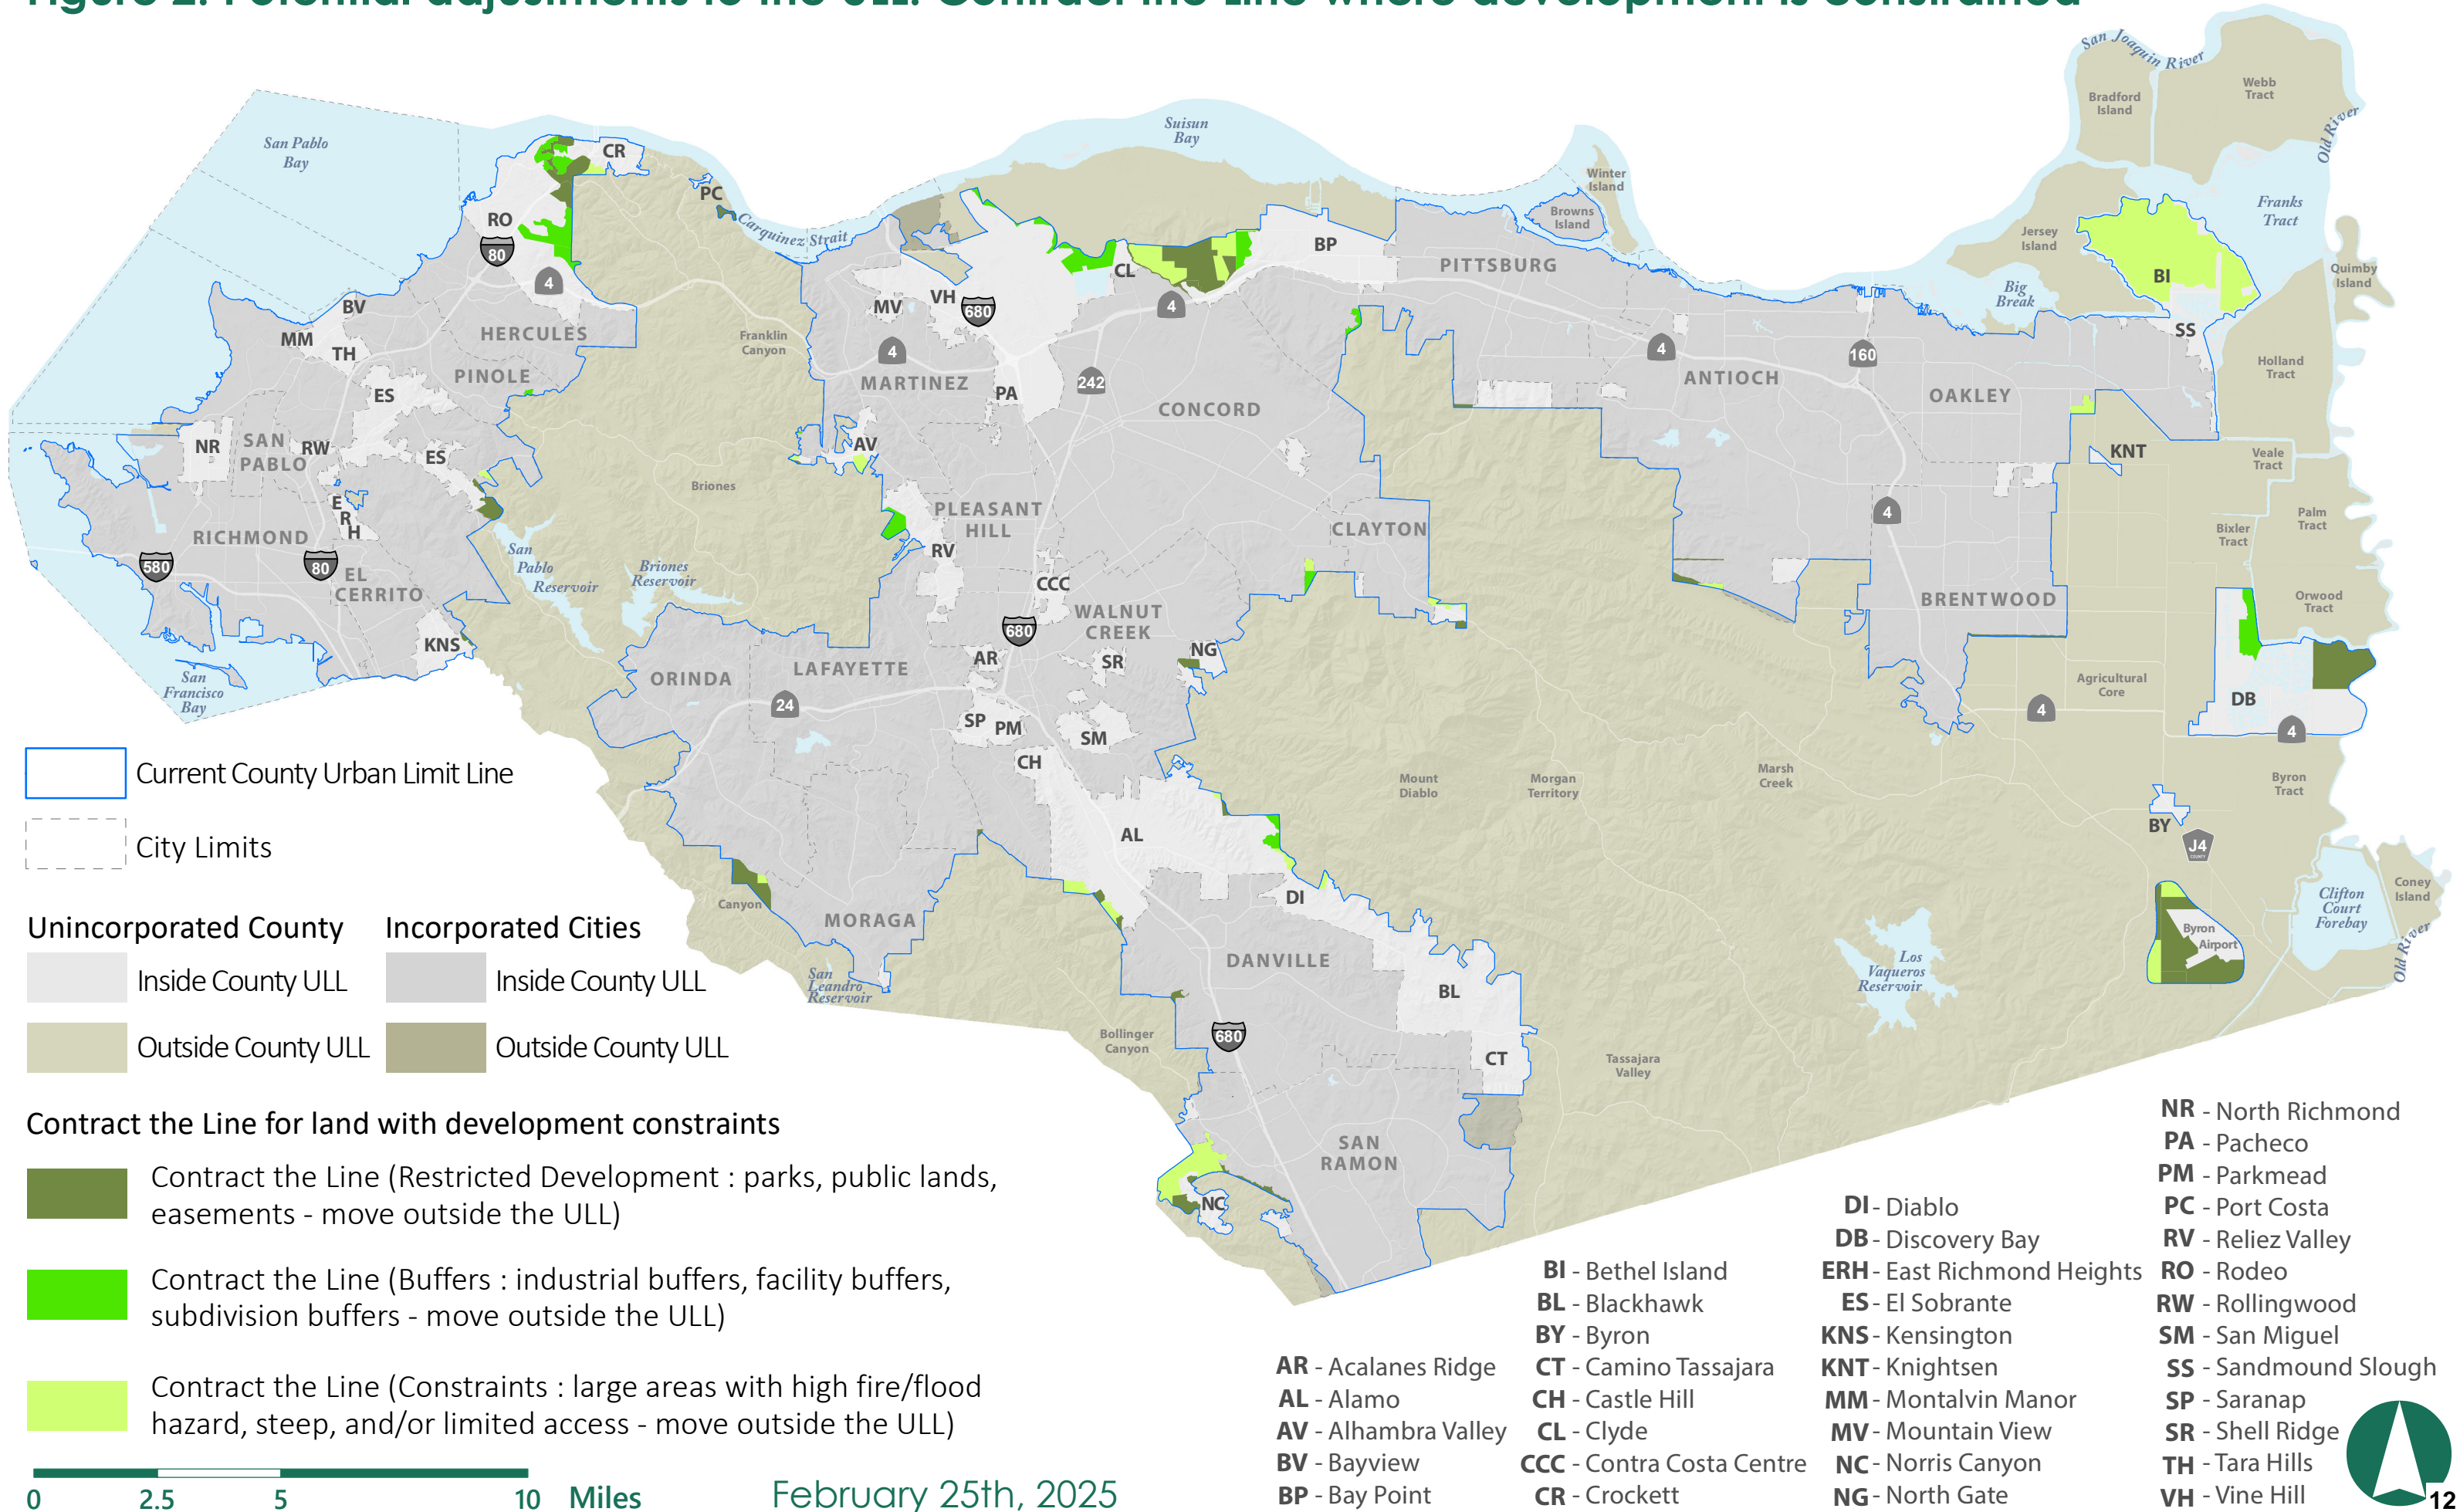 Figure 2: Potential adjustments to the ULL: Contract the Line where development is constrained
San Joaquin River
Webb
Tract
Bradford
Island
Old River
San Pablo
Bay
Suisun
Bay
CR
PC
Carquinez Strait
Winter
Island
Browns
Island
Franks
Tract
Jersey
Island
Quimby
Island
RO
80
4
BP
CL
PITTSBURG
BI
Big
Break
BV
MM
TH
HERCULES
MV
VH
680
4
SS
Franklin
Canyon
4
MARTINEZ
242
PA
4
160
ANTIOCH
OAKLEY
Holland
Tract
PINOLE
ES
CONCORD
NR
SAN
PABLO
RW
ES
AV
KNT
Veale
Tract
Briones
E
R
H
RICHMOND
PLEASANT
HILL
CLAYTON
4
Palm
Tract
Bixler
Tract
580
80
EL
CERRITO
San
Pablo
Reservoir
Briones
Reservoir
RV
CCC
WALNUT
CREEK
BRENTWOOD
Orwood
Tract
KNS
680
ORINDA
LAFAYETTE
AR
SR
NG
San
Francisco
Bay
24
SP
PM
SM
Agricultural
Core
4
DB
4
CH
Mount
Diablo
Morgan
Territory
Marsh
Creek
Byron
Tract
Current County Urban Limit Line
City Limits
AL
BY
J4
COUNTY
Canyon
MORAGA
DI
Clifton
Court
Forebay
Coney
Island
Old River
Byron
Airport
San
Leandro
Reservoir
DANVILLE
BL
Los
Vaqueros
Reservoir
Unincorporated County
Incorporated Cities
Inside County ULL
Inside County ULL
Outside County ULL
Outside County ULL
Bollinger
Canyon
680
CT
Tassajara
Valley
SAN
RAMON
NC
Contract the Line for land with development constraints
Contract the Line (Restricted Development : parks, public lands,
easements - move outside the ULL)
Contract the Line (Buffers : industrial buffers, facility buffers,
subdivision buffers - move outside the ULL)
Contract the Line (Constraints : large areas with high fire/flood
hazard, steep, and/or limited access - move outside the ULL)
AR - Acalanes Ridge
AL - Alamo
AV - Alhambra Valley
BV - Bayview
BP - Bay Point
BI - Bethel Island
BL - Blackhawk
BY - Byron
CT - Camino Tassajara
CH - Castle Hill
CL - Clyde
CCC - Contra Costa Centre
CR - Crockett
DI - Diablo
DB - Discovery Bay
ERH - East Richmond Heights
ES - El Sobrante
KNS - Kensington
KNT - Knightsen
MM - Montalvin Manor
MV - Mountain View
NC - Norris Canyon
NG - North Gate
NR - North Richmond
PA - Pacheco
PM - Parkmead
PC - Port Costa
RV - Reliez Valley
RO - Rodeo
RW - Rollingwood
SM - San Miguel
SS - Sandmound Slough
SP - Saranap
SR - Shell Ridge
TH - Tara Hills
VH - Vine Hill
0 2.5 5 10 Miles
February 25th, 2025
12